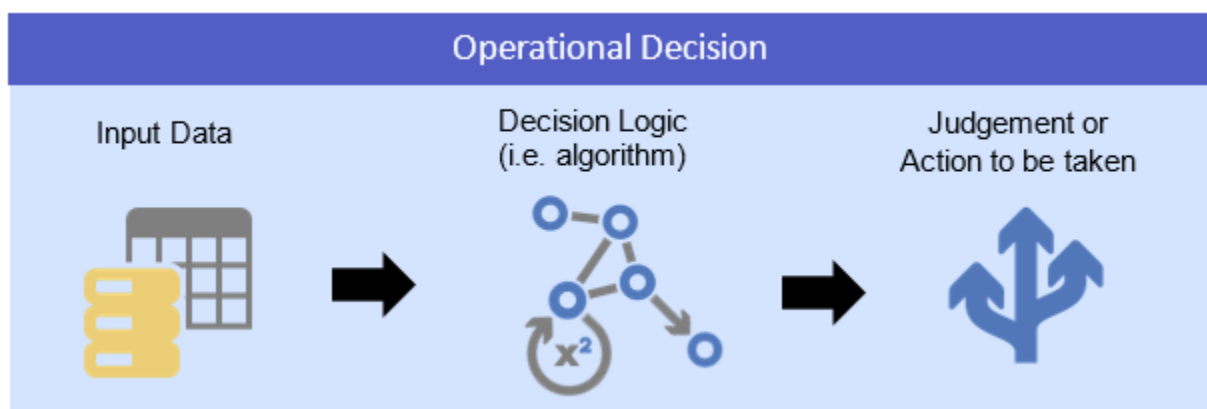 Operational Decision
Input Data
Decision Logic
(i.e. algorithm)
Judgement or
Action to be taken
x²